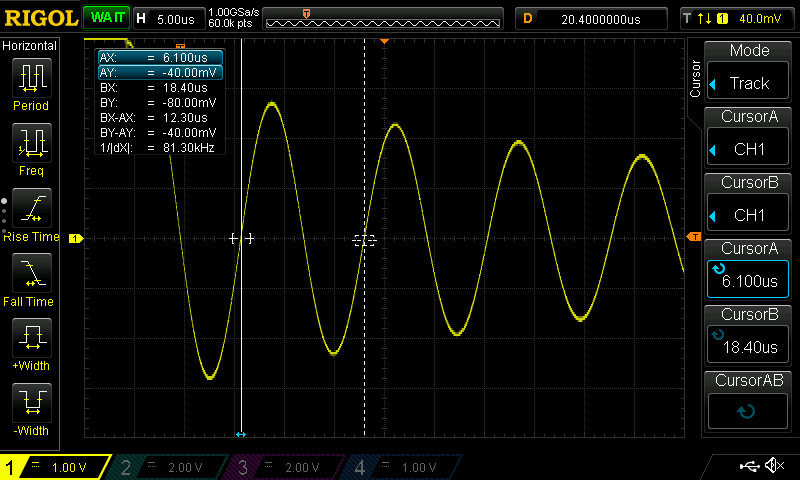 RIGOL WAIT H 5.00us 1.00GSa/s 60.0k pts T D 20.4000000us T 1 40.0mV
Horizontal
Period
Freq
Rise Time
Fall Time
+Width
-Width
AX: = 6.100us
AY: = -40.00mV
BX: = 18.40us
BY: = -80.00mV
BX-AX: = 12.30us
BY-AY: = -40.00mV
1/|dX|: = 81.30kHz
1
T
Cursor
Mode
Track
CursorA
CH1
CursorB
CH1
CursorA
6.100us
CursorB
18.40us
CursorAB
1 = 1.00 V 2 = 2.00 V 3 = 2.00 V 4 = 1.00 V